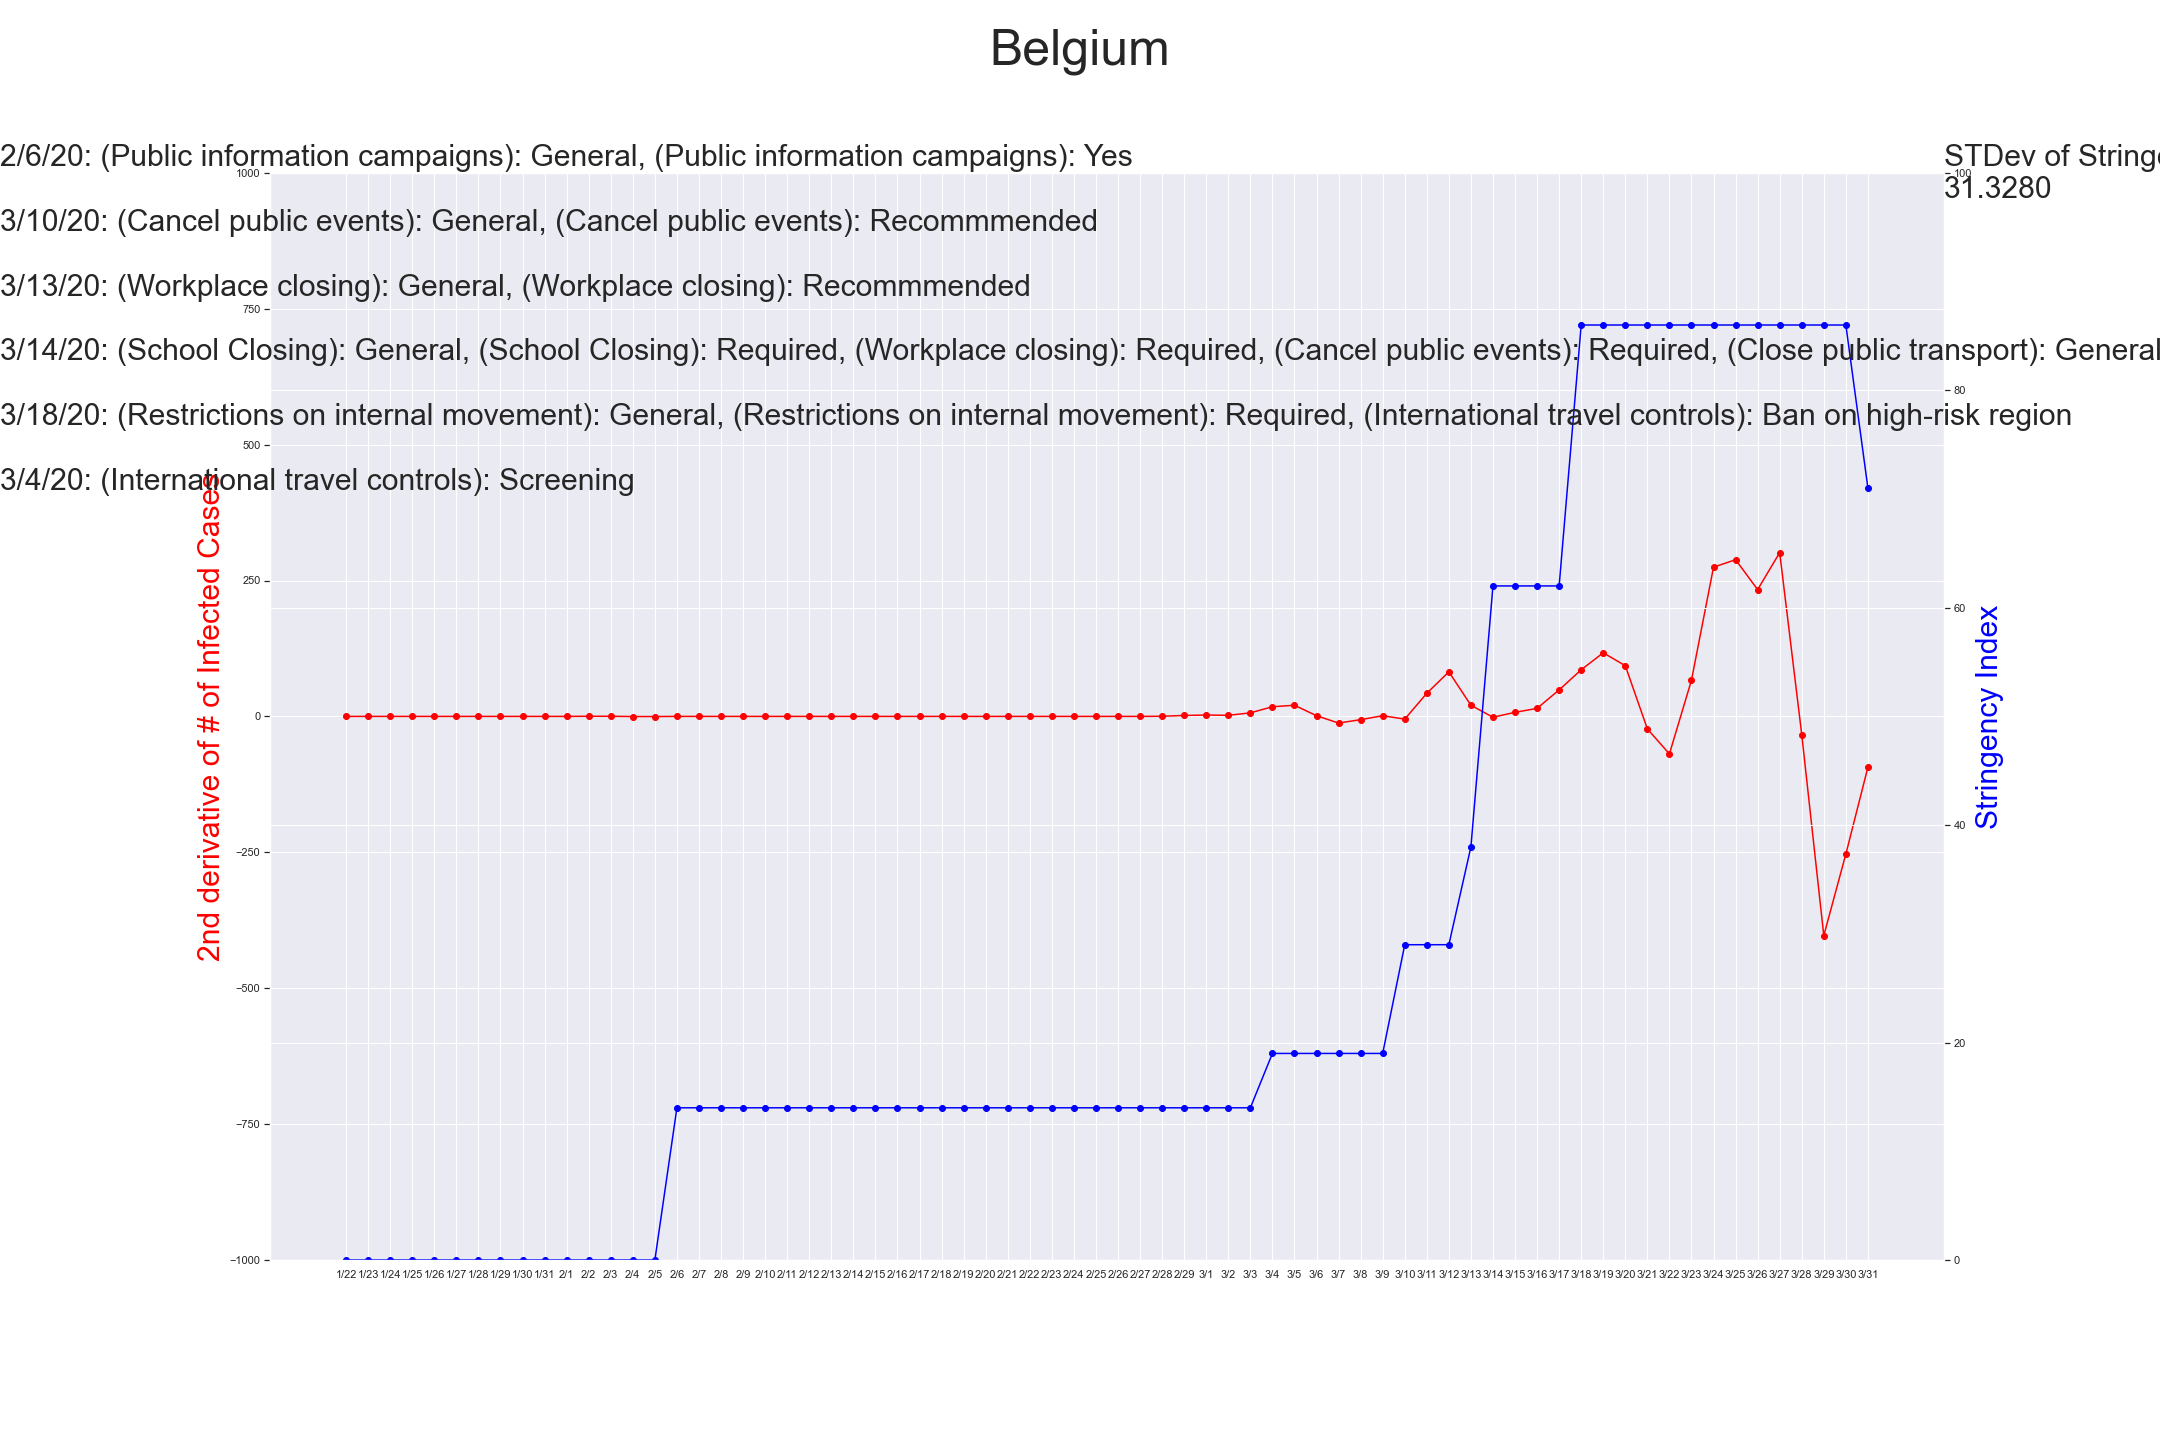 Belgium
2/6/20: (Public information campaigns): General, (Public information campaigns): Yes
STDev of String
31.3280
3/10/20: (Cancel public events): General, (Cancel public events): Recommmended
3/13/20: (Workplace closing): General, (Workplace closing): Recommmended
3/14/20: (School Closing): General, (School Closing): Required, (Workplace closing): Required, (Cancel public events): Required, (Close public transport): General
3/18/20: (Restrictions on internal movement): General, (Restrictions on internal movement): Required, (International travel controls): Ban on high-risk region
3/4/20: (International travel controls): Screening
2nd derivative of # of Infected Cases
1000
750
500
250
0
−250
−500
−750
−1000
100
80
60
40
20
0
Stringency Index
1/22 1/23 1/24 1/25 1/26 1/27 1/28 1/29 1/30 1/31 2/1 2/2 2/3 2/4 2/5 2/6 2/7 2/8 2/9 2/10 2/11 2/12 2/13 2/14 2/15 2/16 2/17 2/18 2/19 2/20 2/21 2/22 2/23 2/24 2/25 2/26 2/27 2/28 2/29 3/1 3/2 3/3 3/4 3/5 3/6 3/7 3/8 3/9 3/10 3/11 3/12 3/13 3/14 3/15 3/16 3/17 3/18 3/19 3/20 3/21 3/22 3/23 3/24 3/25 3/26 3/27 3/28 3/29 3/30 3/31